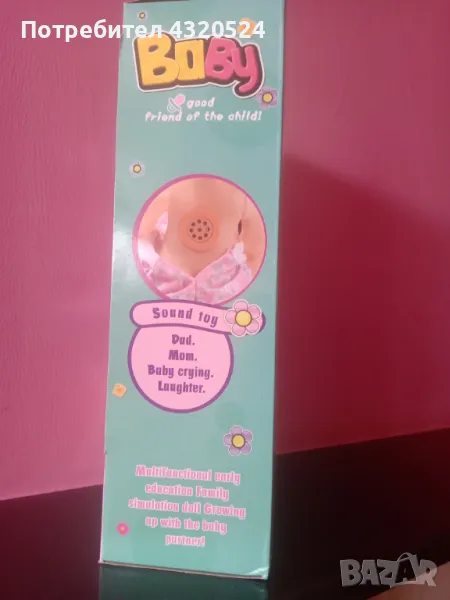 Потребител 4320524
BaBy
good
friend of the child!
Sound toy
Dad.
Mom.
Baby crying.
Laughter.
Multifunctional early
education Family
simulation doll Growing
up with the baby
partner!
BAZAR